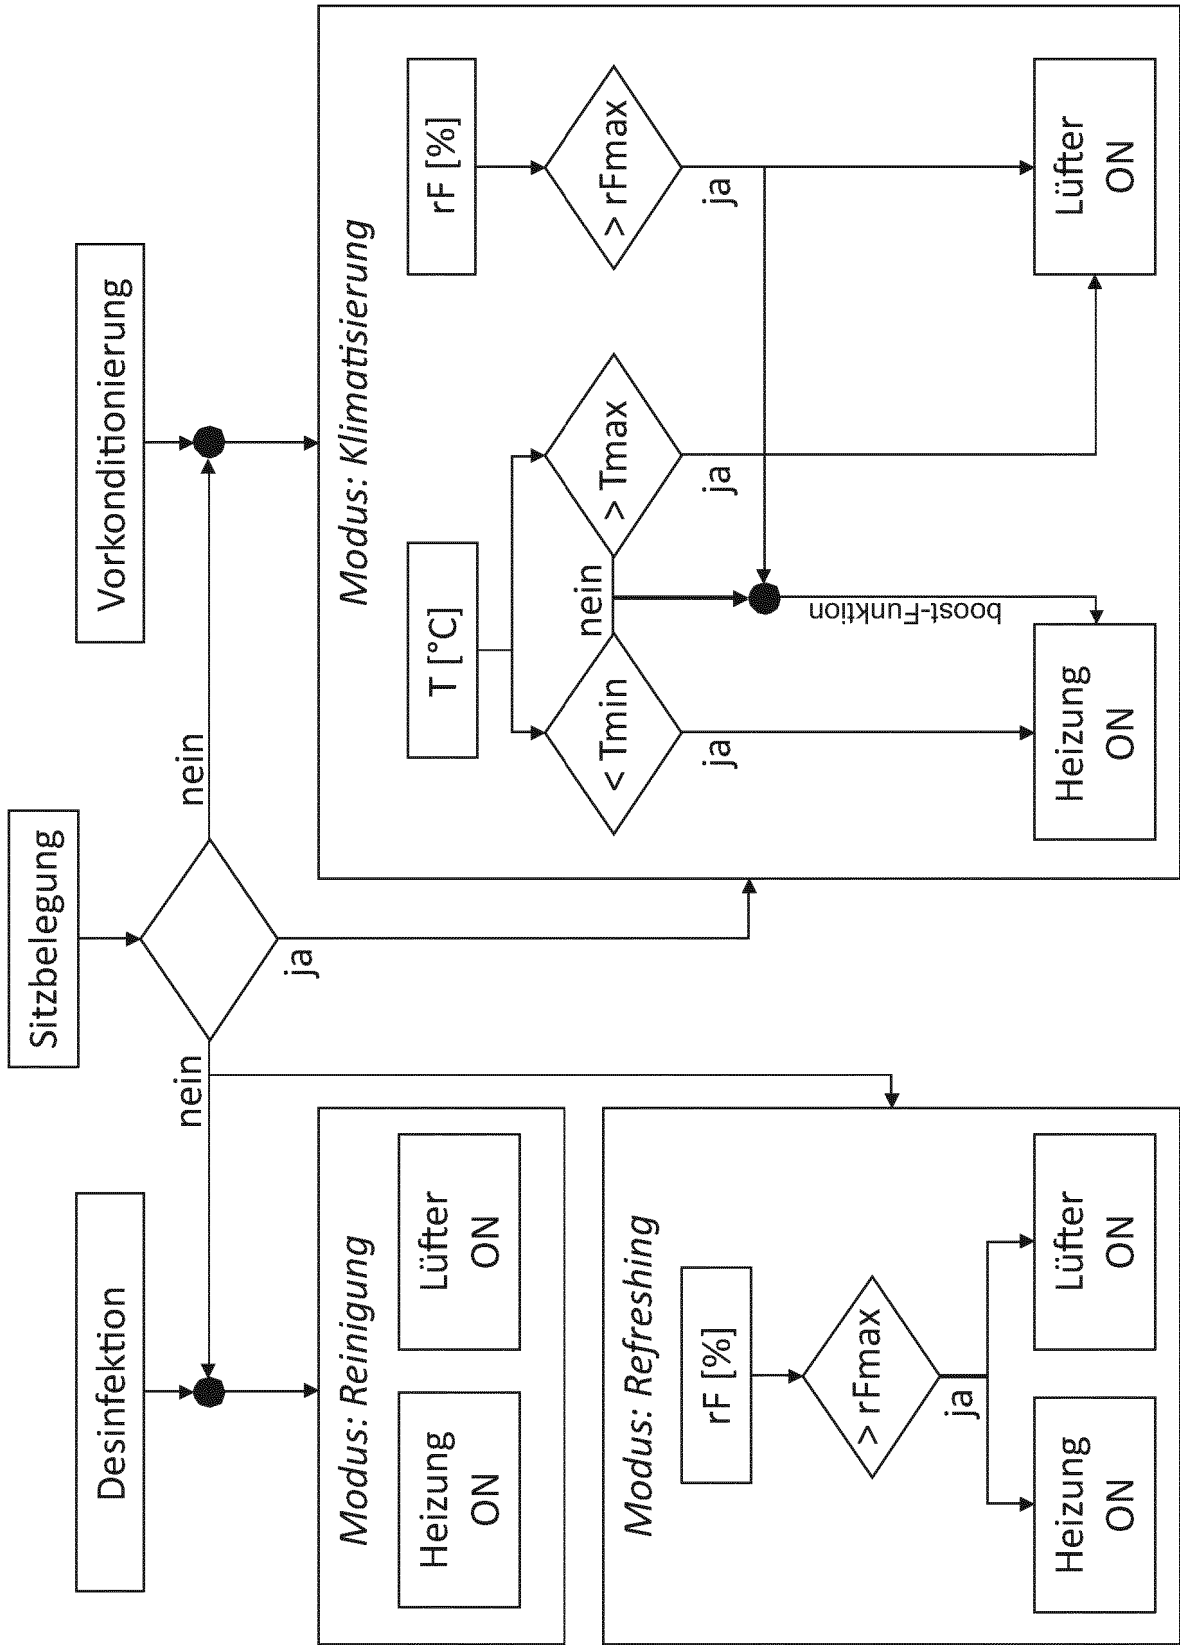 Sitzbelegung
Desinfektion
Vorkonditionierung
nein
nein
ja
Modus: Reinigung
Heizung
ON
Lüfter
ON
Modus: Refreshing
rF [%]
> rFmax
ja
Heizung
ON
Lüfter
ON
Modus: Klimatisierung
T [°C]
rF [%]
< Tmin
nein
> Tmax
> rFmax
ja
ja
ja
boost-Funktion
Heizung
ON
Lüfter
ON